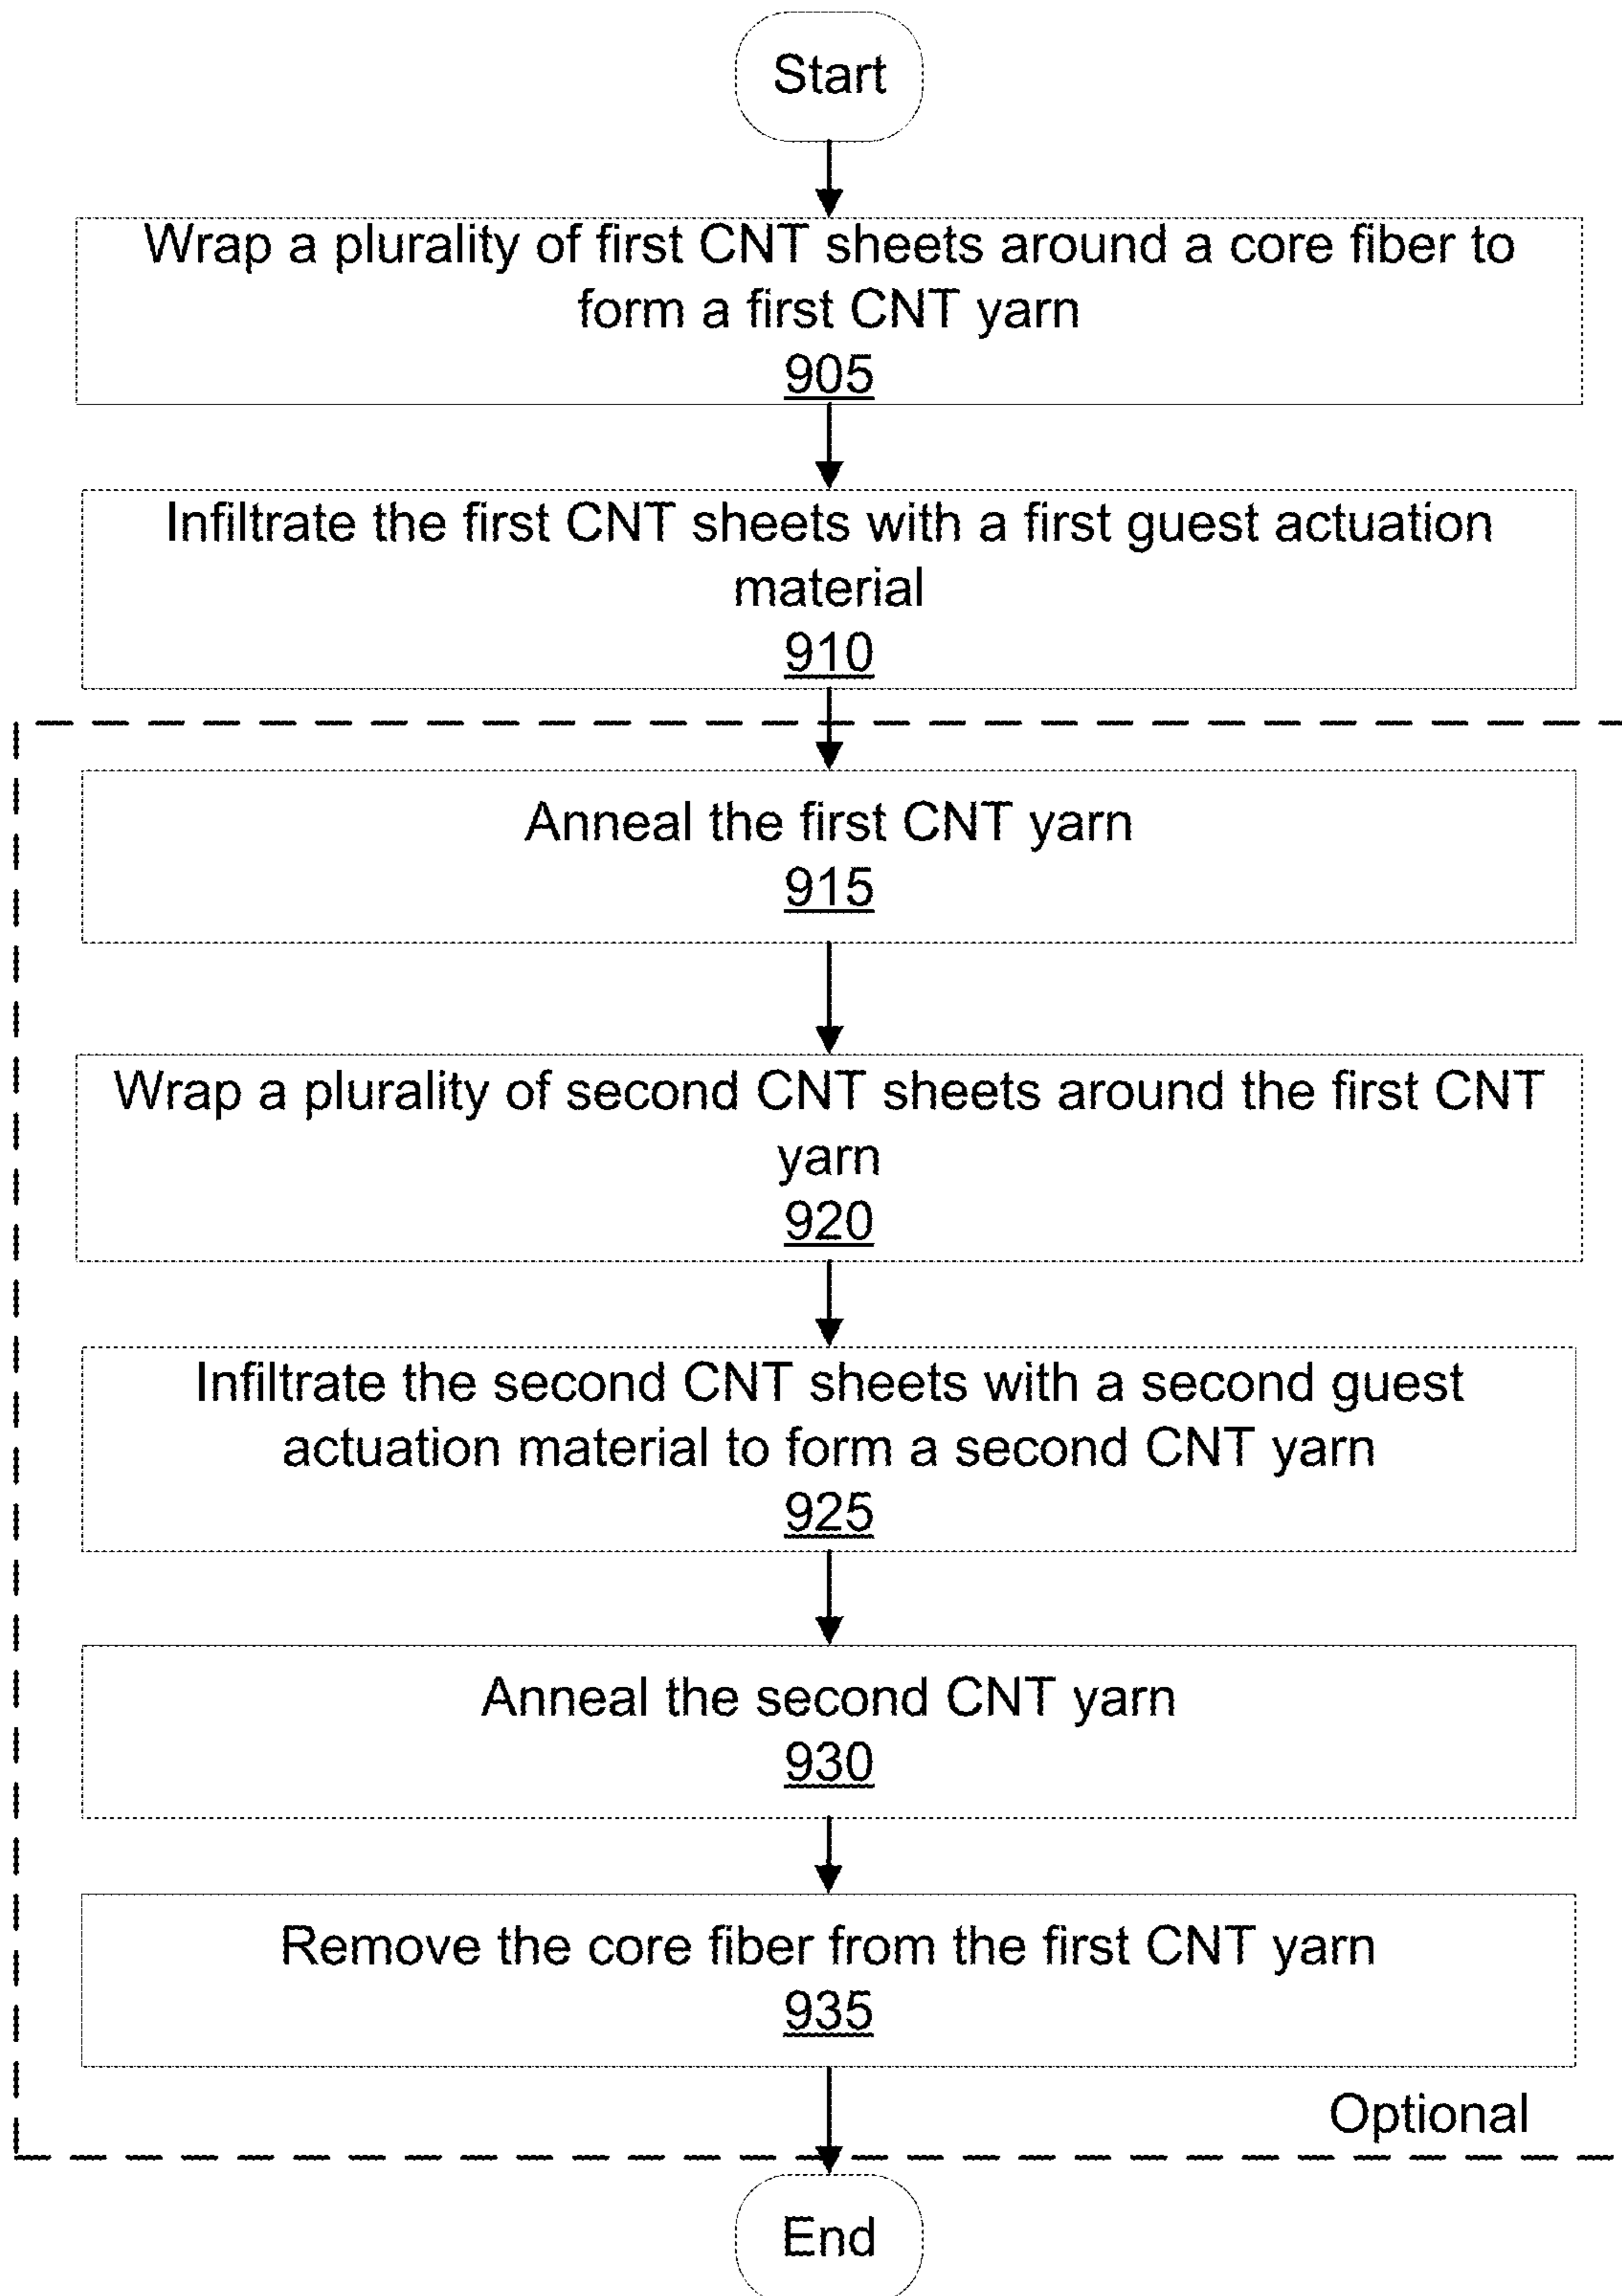 Start
Wrap a plurality of first CNT sheets around a core fiber to
form a first CNT yarn
905
Infiltrate the first CNT sheets with a first guest actuation
material
910
Anneal the first CNT yarn
915
Wrap a plurality of second CNT sheets around the first CNT
yarn
920
Infiltrate the second CNT sheets with a second guest
actuation material to form a second CNT yarn
925
Anneal the second CNT yarn
930
Remove the core fiber from the first CNT yarn
935
Optional
End